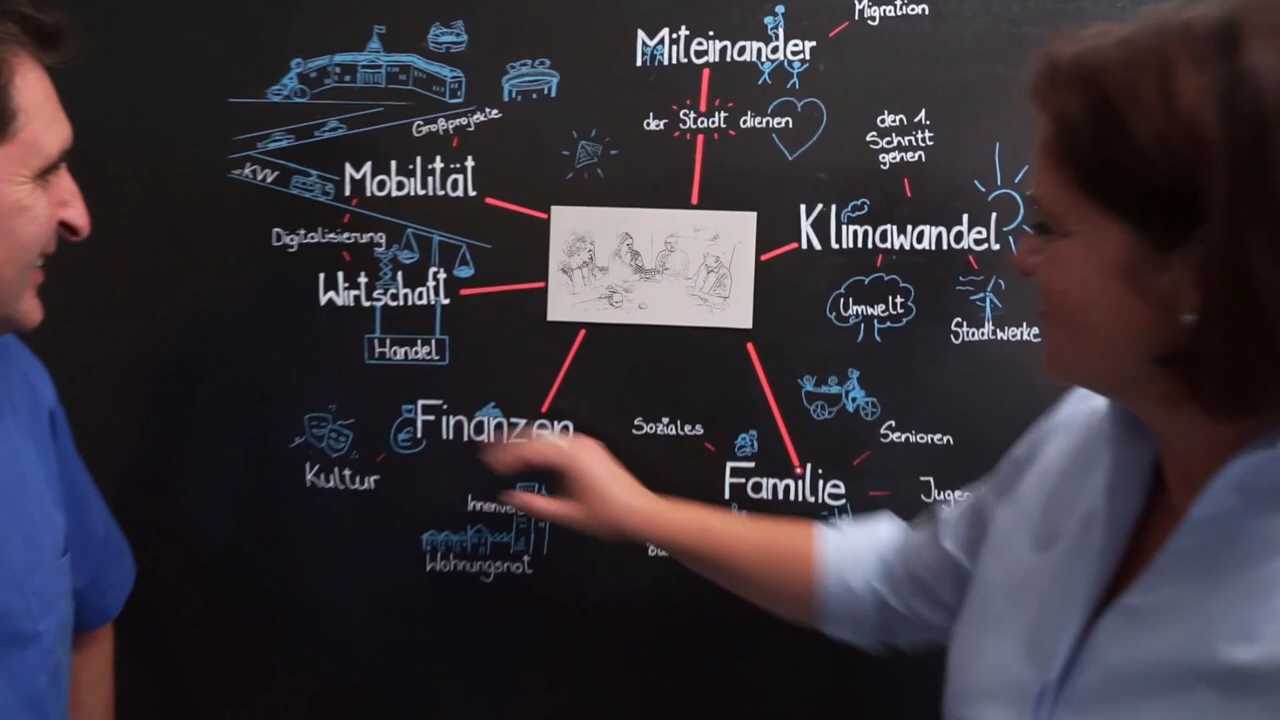 Migration
Miteinander
der Stadt dienen
den 1.
Schritt
gehen
Großprojekte
KW
Mobilität
Klimawandel
Digitalisierung
Wirtschaft
Umwelt
Stadtwerke
Handel
Finanzen
Soziales
Senioren
Kultur
Familie
Wohnungsnot